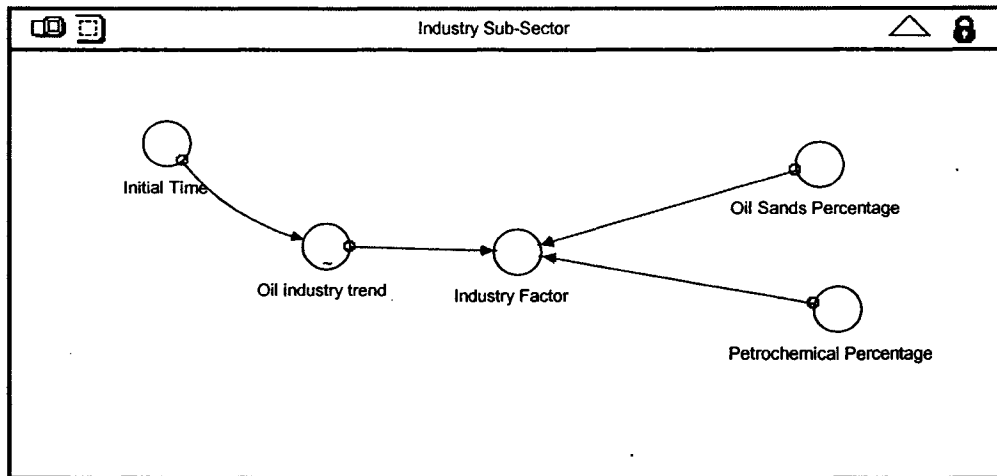 Industry Sub-Sector
Initial Time
Oil Sands Percentage
~
Oil industry trend
Industry Factor
Petrochemical Percentage